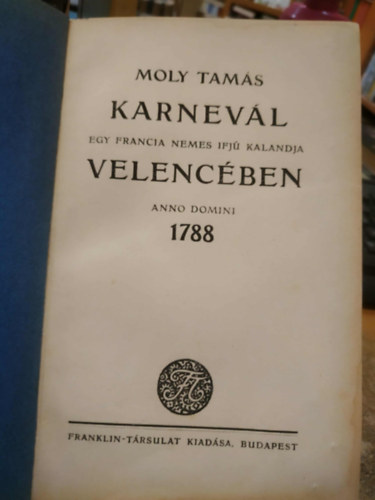 MOLY TAMÁS
KARNEVÁL
EGY FRANCIA NEMES IFJÚ KALANDJA
VELENCÉBEN
ANNO DOMINI
1788
FRANKLIN-TÁRSULAT KIADÁSA, BUDAPEST